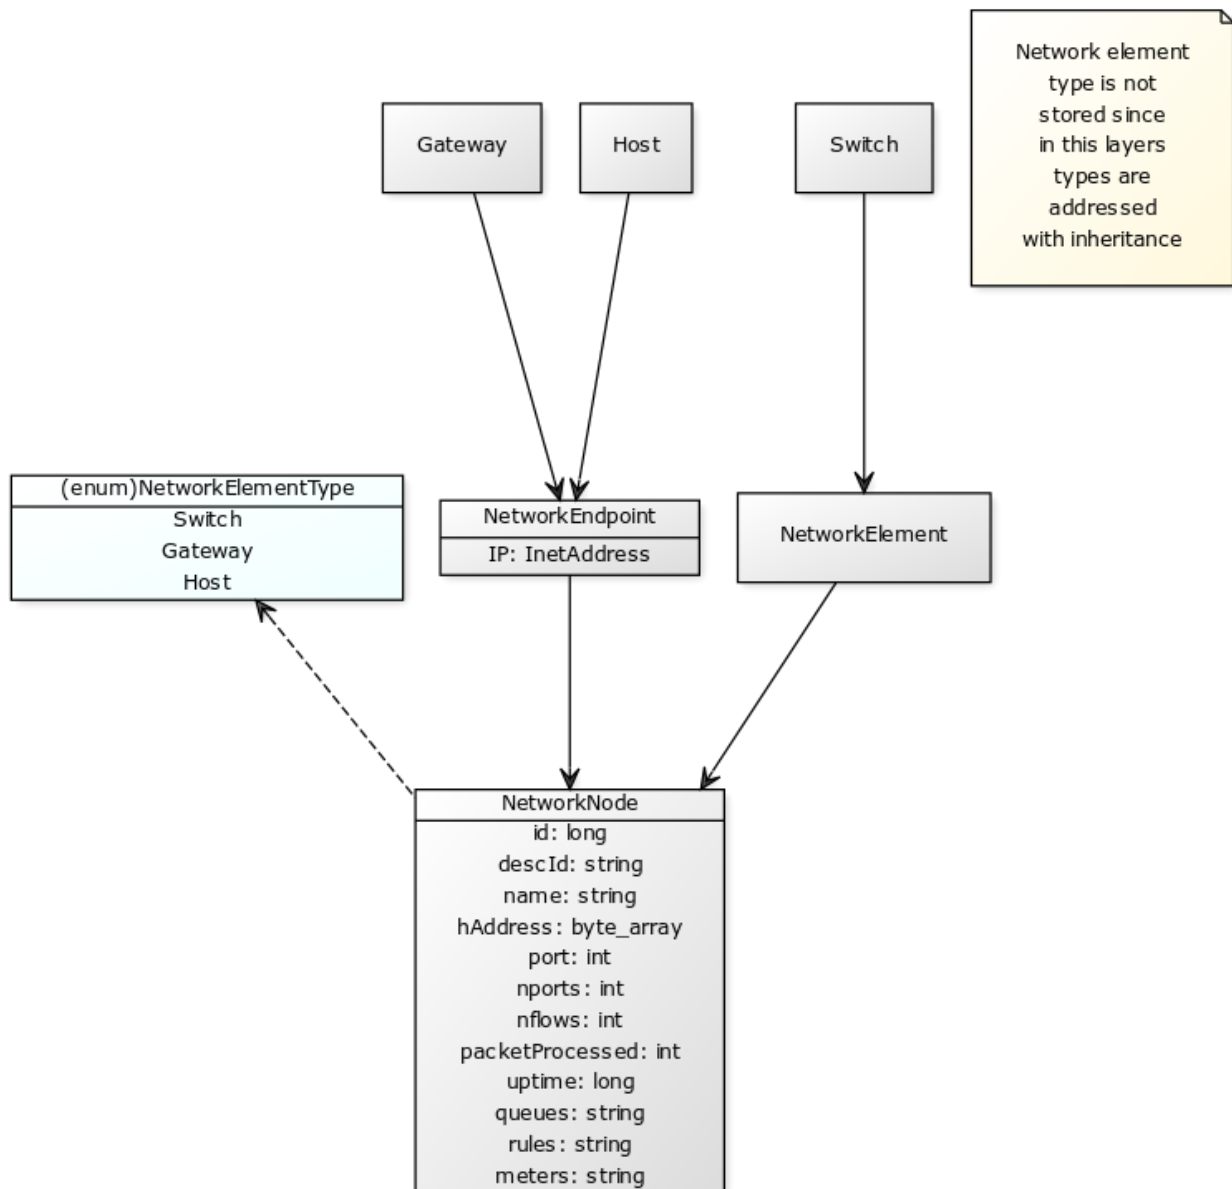 Gateway
Host
Switch
Network element
type is not
stored since
in this layers
types are
addressed
with inheritance
(enum)NetworkElementType
Switch
Gateway
Host
NetworkEndpoint
IP: InetAddress
NetworkElement
NetworkNode
id: long
descId: string
name: string
hAddress: byte_array
port: int
nports: int
nflows: int
packetProcessed: int
uptime: long
queues: string
rules: string
meters: string